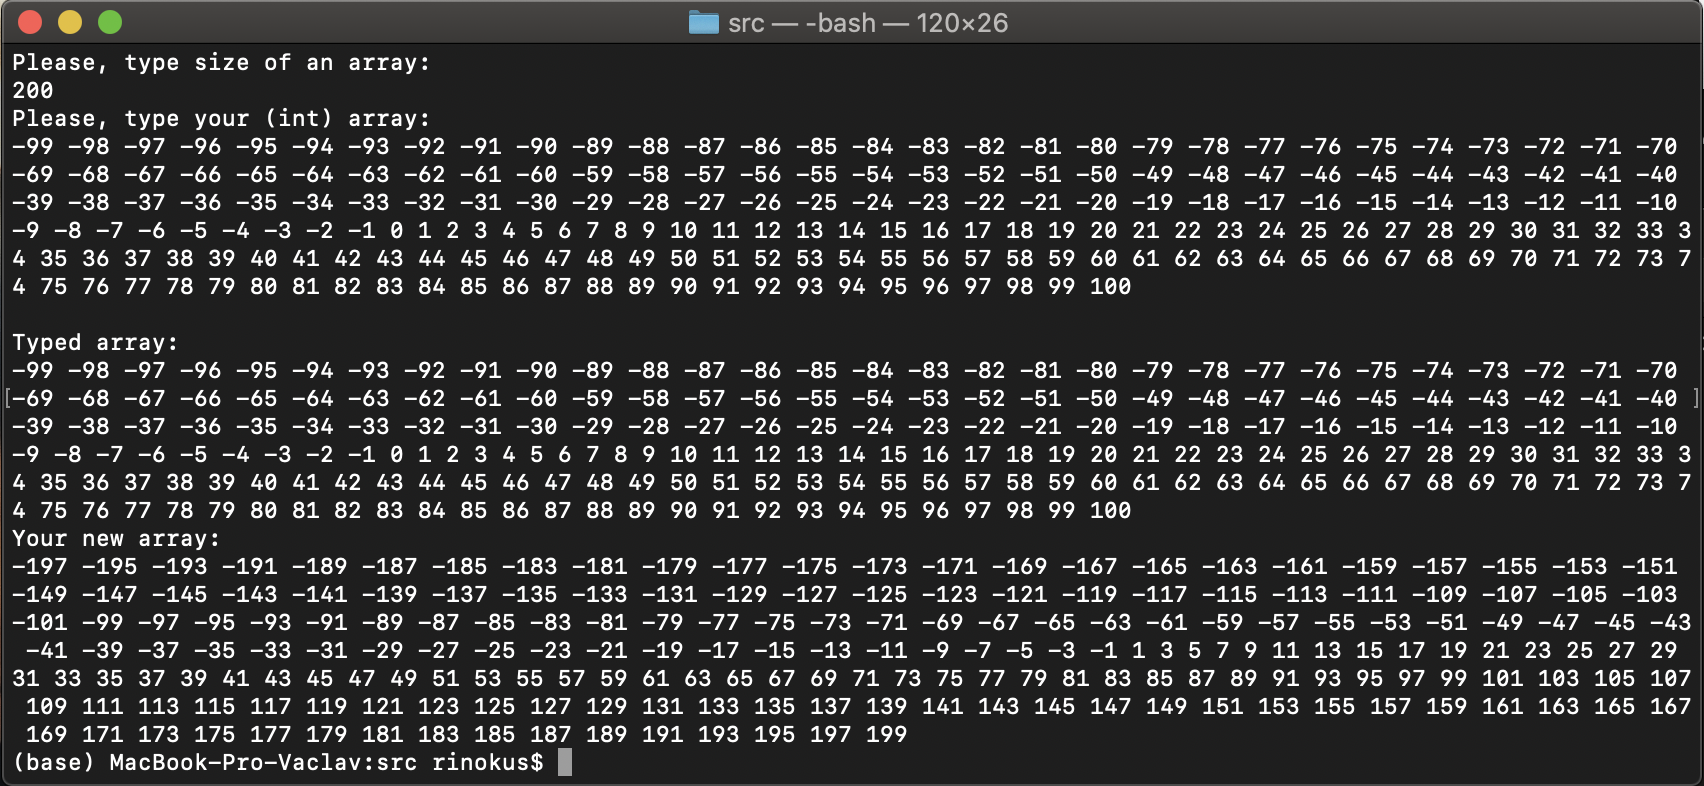 src — -bash — 120×26
Please, type size of an array:
200
Please, type your (int) array:
-99 -98 -97 -96 -95 -94 -93 -92 -91 -90 -89 -88 -87 -86 -85 -84 -83 -82 -81 -80 -79 -78 -77 -76 -75 -74 -73 -72 -71 -70
-69 -68 -67 -66 -65 -64 -63 -62 -61 -60 -59 -58 -57 -56 -55 -54 -53 -52 -51 -50 -49 -48 -47 -46 -45 -44 -43 -42 -41 -40
-39 -38 -37 -36 -35 -34 -33 -32 -31 -30 -29 -28 -27 -26 -25 -24 -23 -22 -21 -20 -19 -18 -17 -16 -15 -14 -13 -12 -11 -10
-9 -8 -7 -6 -5 -4 -3 -2 -1 0 1 2 3 4 5 6 7 8 9 10 11 12 13 14 15 16 17 18 19 20 21 22 23 24 25 26 27 28 29 30 31 32 33 3
4 35 36 37 38 39 40 41 42 43 44 45 46 47 48 49 50 51 52 53 54 55 56 57 58 59 60 61 62 63 64 65 66 67 68 69 70 71 72 73 7
4 75 76 77 78 79 80 81 82 83 84 85 86 87 88 89 90 91 92 93 94 95 96 97 98 99 100
Typed array:
-99 -98 -97 -96 -95 -94 -93 -92 -91 -90 -89 -88 -87 -86 -85 -84 -83 -82 -81 -80 -79 -78 -77 -76 -75 -74 -73 -72 -71 -70
[-69 -68 -67 -66 -65 -64 -63 -62 -61 -60 -59 -58 -57 -56 -55 -54 -53 -52 -51 -50 -49 -48 -47 -46 -45 -44 -43 -42 -41 -40 ]
-39 -38 -37 -36 -35 -34 -33 -32 -31 -30 -29 -28 -27 -26 -25 -24 -23 -22 -21 -20 -19 -18 -17 -16 -15 -14 -13 -12 -11 -10
-9 -8 -7 -6 -5 -4 -3 -2 -1 0 1 2 3 4 5 6 7 8 9 10 11 12 13 14 15 16 17 18 19 20 21 22 23 24 25 26 27 28 29 30 31 32 33 3
4 35 36 37 38 39 40 41 42 43 44 45 46 47 48 49 50 51 52 53 54 55 56 57 58 59 60 61 62 63 64 65 66 67 68 69 70 71 72 73 7
4 75 76 77 78 79 80 81 82 83 84 85 86 87 88 89 90 91 92 93 94 95 96 97 98 99 100
Your new array:
-197 -195 -193 -191 -189 -187 -185 -183 -181 -179 -177 -175 -173 -171 -169 -167 -165 -163 -161 -159 -157 -155 -153 -151
-149 -147 -145 -143 -141 -139 -137 -135 -133 -131 -129 -127 -125 -123 -121 -119 -117 -115 -113 -111 -109 -107 -105 -103
-101 -99 -97 -95 -93 -91 -89 -87 -85 -83 -81 -79 -77 -75 -73 -71 -69 -67 -65 -63 -61 -59 -57 -55 -53 -51 -49 -47 -45 -43
-41 -39 -37 -35 -33 -31 -29 -27 -25 -23 -21 -19 -17 -15 -13 -11 -9 -7 -5 -3 -1 1 3 5 7 9 11 13 15 17 19 21 23 25 27 29
31 33 35 37 39 41 43 45 47 49 51 53 55 57 59 61 63 65 67 69 71 73 75 77 79 81 83 85 87 89 91 93 95 97 99 101 103 105 107
109 111 113 115 117 119 121 123 125 127 129 131 133 135 137 139 141 143 145 147 149 151 153 155 157 159 161 163 165 167
169 171 173 175 177 179 181 183 185 187 189 191 193 195 197 199
(base) MacBook-Pro-Vaclav:src rinokus$